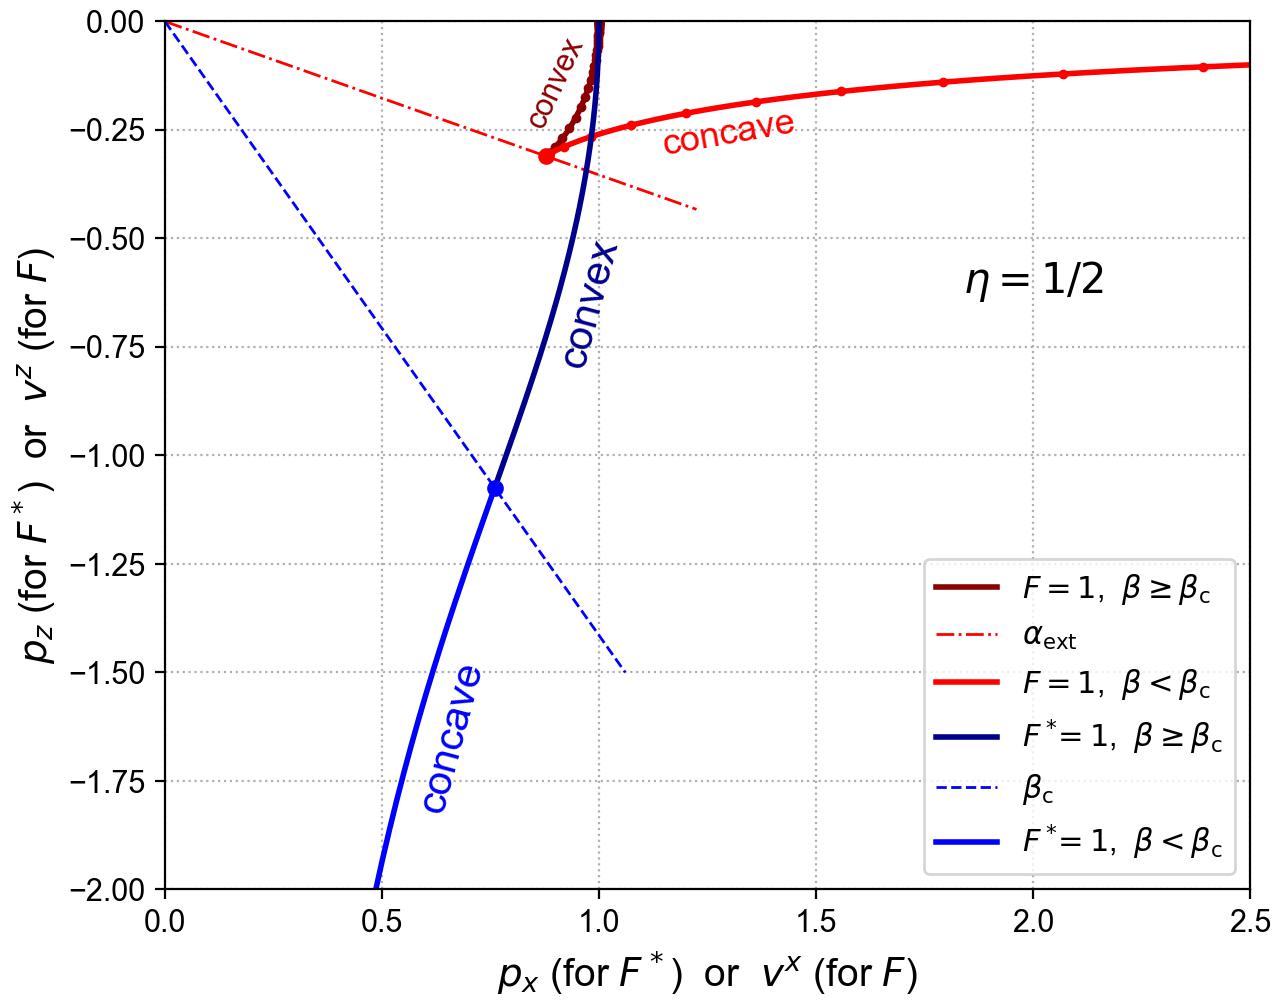 0.00
−0.25
−0.50
−0.75
−1.00
−1.25
−1.50
−1.75
−2.00
0.0 0.5 1.0 1.5 2.0 2.5
p_z (for F*) or v^z (for F)
p_x (for F*) or v^x (for F)
convex
concave
convex
concave
η = 1/2
F = 1, β ≥ β_c
α_ext
F = 1, β < β_c
F* = 1, β ≥ β_c
β_c
F* = 1, β < β_c